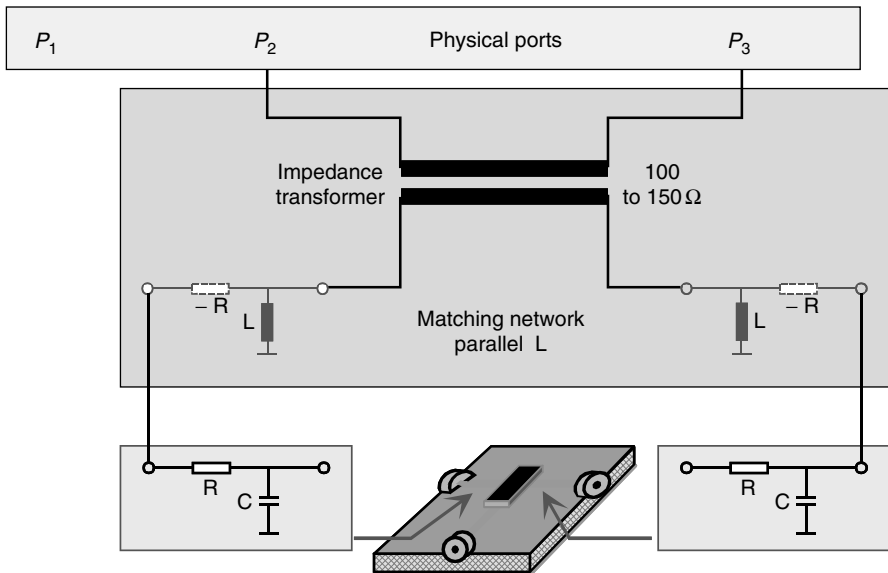 P1 P2 Physical ports P3
Impedance
transformer
100
to 150 Ω
– R
L
Matching network
parallel L
L
– R
R
C
R
C